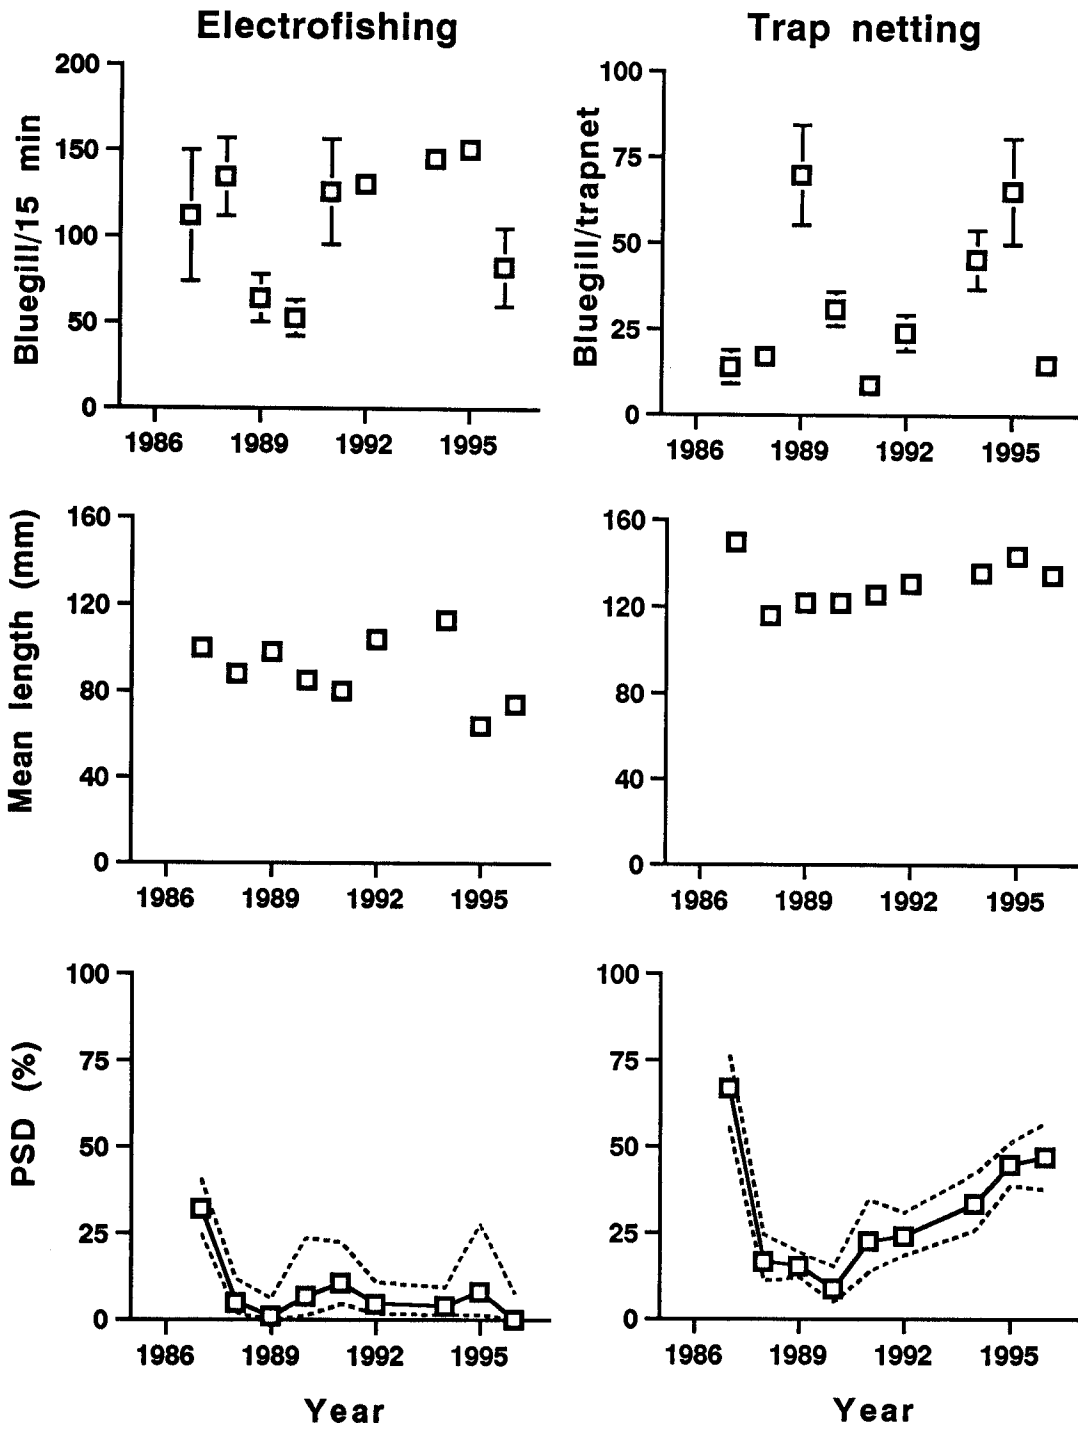 Electrofishing Trap netting
200
150
100
50
0
1986 1989 1992 1995
Bluegill/15 min
100
75
50
25
0
1986 1989 1992 1995
Bluegill/trapnet
160
120
80
40
0
1986 1989 1992 1995
Mean length (mm)
160
120
80
40
0
1986 1989 1992 1995
100
75
50
25
0
1986 1989 1992 1995
PSD (%)
Year
100
75
50
25
0
1986 1989 1992 1995
Year